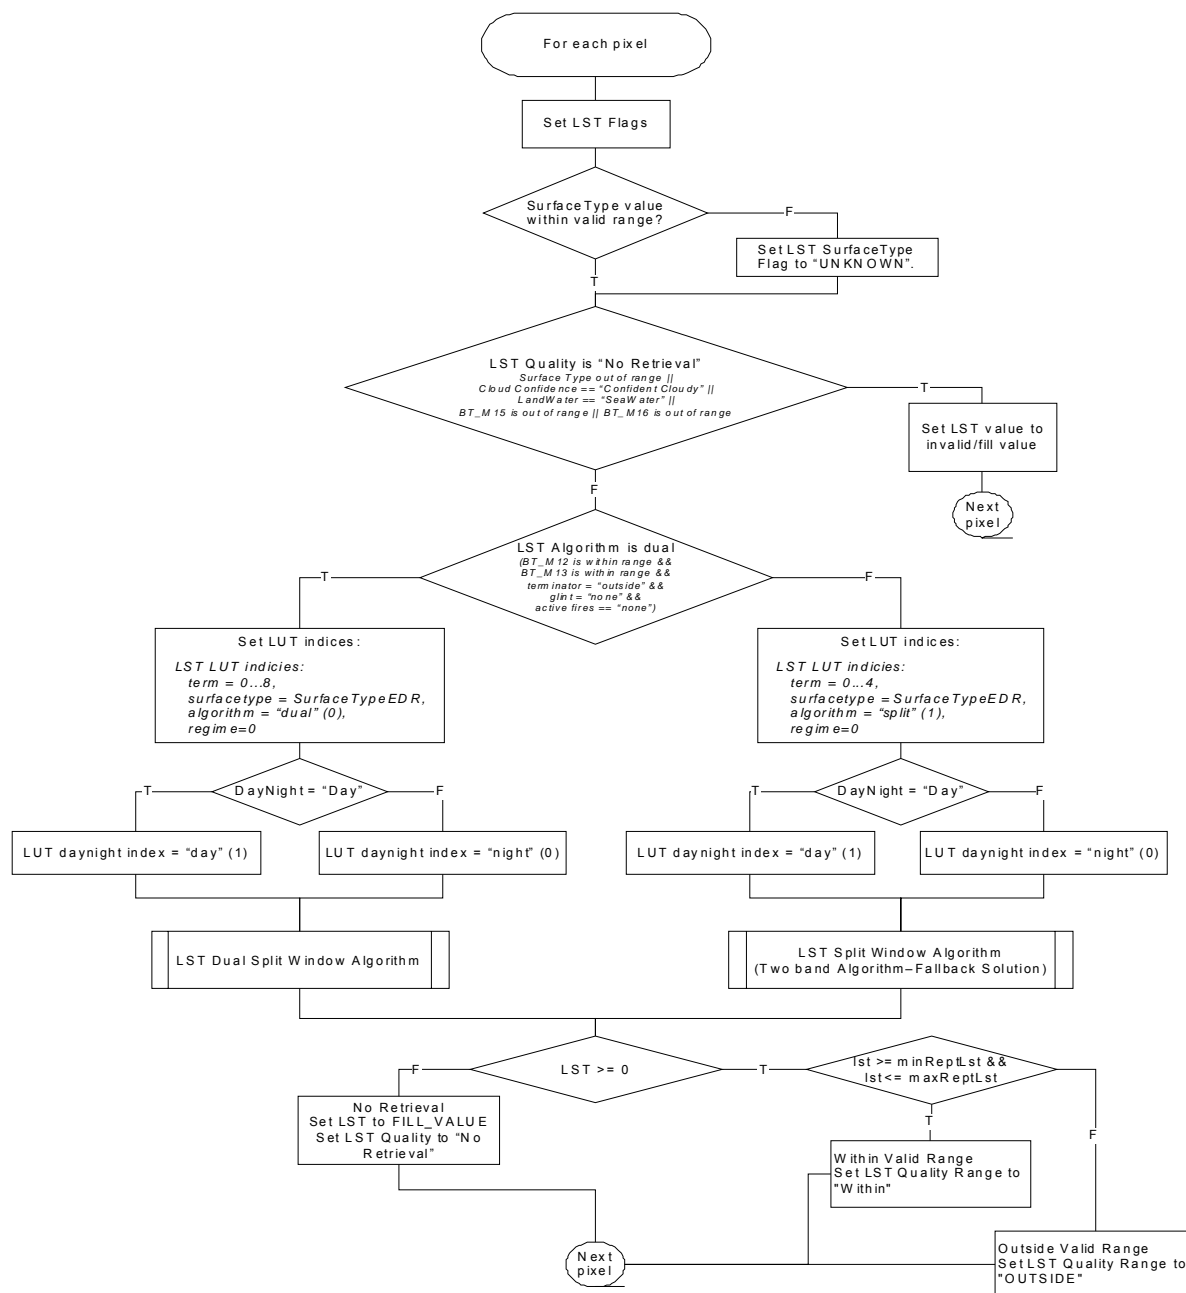 For each pixel
Set LST Flags
SurfaceType value
within valid range?
F
Set LST SurfaceType
Flag to “UNKNOWN”.
T
LST Quality is “No Retrieval”
Surface Type out of range ||
Cloud Confidence == “Confident Cloudy” ||
LandWater == “SeaWater” ||
BT_M15 is out of range || BT_M16 is out of range
T
Set LST value to
invalid/fill value
Next
pixel
F
LST Algorithm is dual
(BT_M12 is within range &&
BT_M13 is within range &&
terminator = “outside” &&
glint = “none” &&
active fires == “none”)
T
F
Set LUT indices:
LST LUT indicies:
term = 0...8,
surfacetype = SurfaceTypeEDR,
algorithm = “dual” (0),
regime=0
Set LUT indices:
LST LUT indicies:
term = 0...4,
surfacetype = SurfaceTypeEDR,
algorithm = “split” (1),
regime=0
T
DayNight = “Day”
F
T
DayNight = “Day”
F
LUT daynight index = “day” (1)
LUT daynight index = “night” (0)
LUT daynight index = “day” (1)
LUT daynight index = “night” (0)
LST Dual Split Window Algorithm
LST Split Window Algorithm
(Two band Algorithm–Fallback Solution)
F
LST >= 0
T
lst >= minReptLst &&
lst<= maxReptLst
T
F
No Retrieval
Set LST to FILL_VALUE
Set LST Quality to “No
Retrieval”
Within Valid Range
Set LST Quality Range to
"Within"
Next
pixel
Outside Valid Range
Set LST Quality Range to
"OUTSIDE"